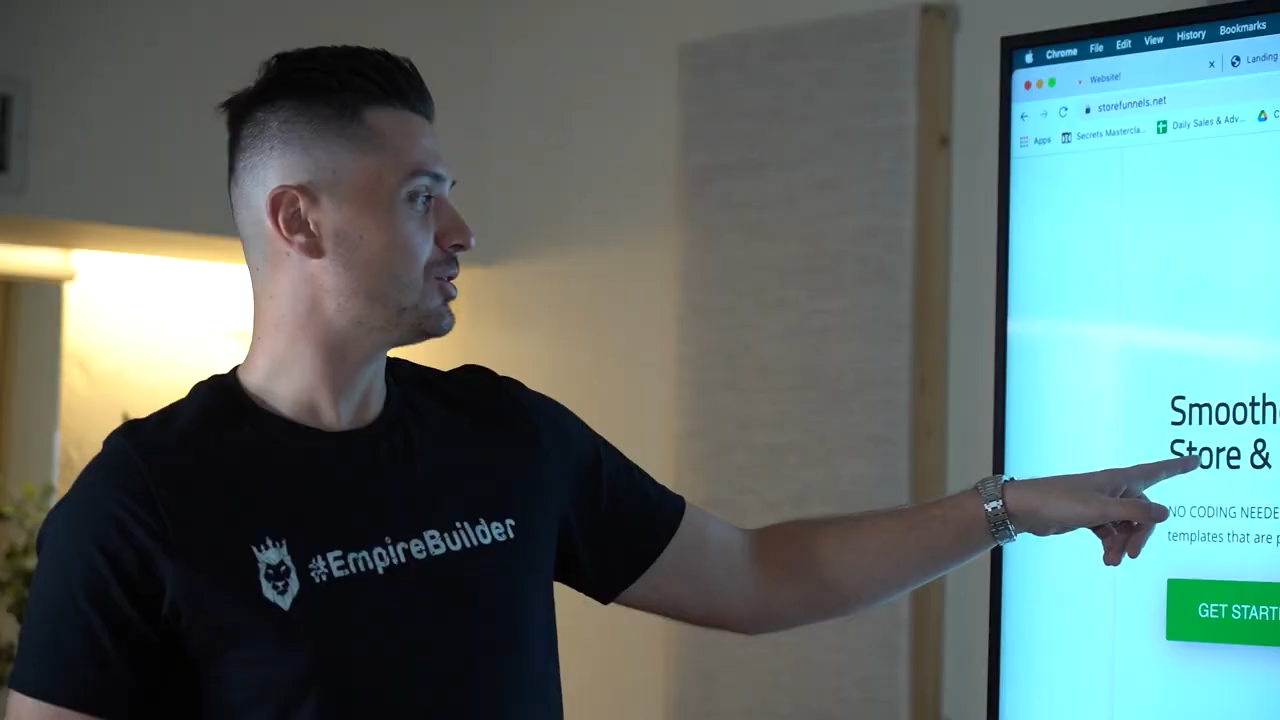 Chrome File Edit View History Bookmarks
Website! x Landing
storefunnels.net
Apps Secrets Mastercla... Daily Sales & Adv...
Smooth
Store &
NO CODING NEEDE
templates that are
GET START
#EmpireBuilder